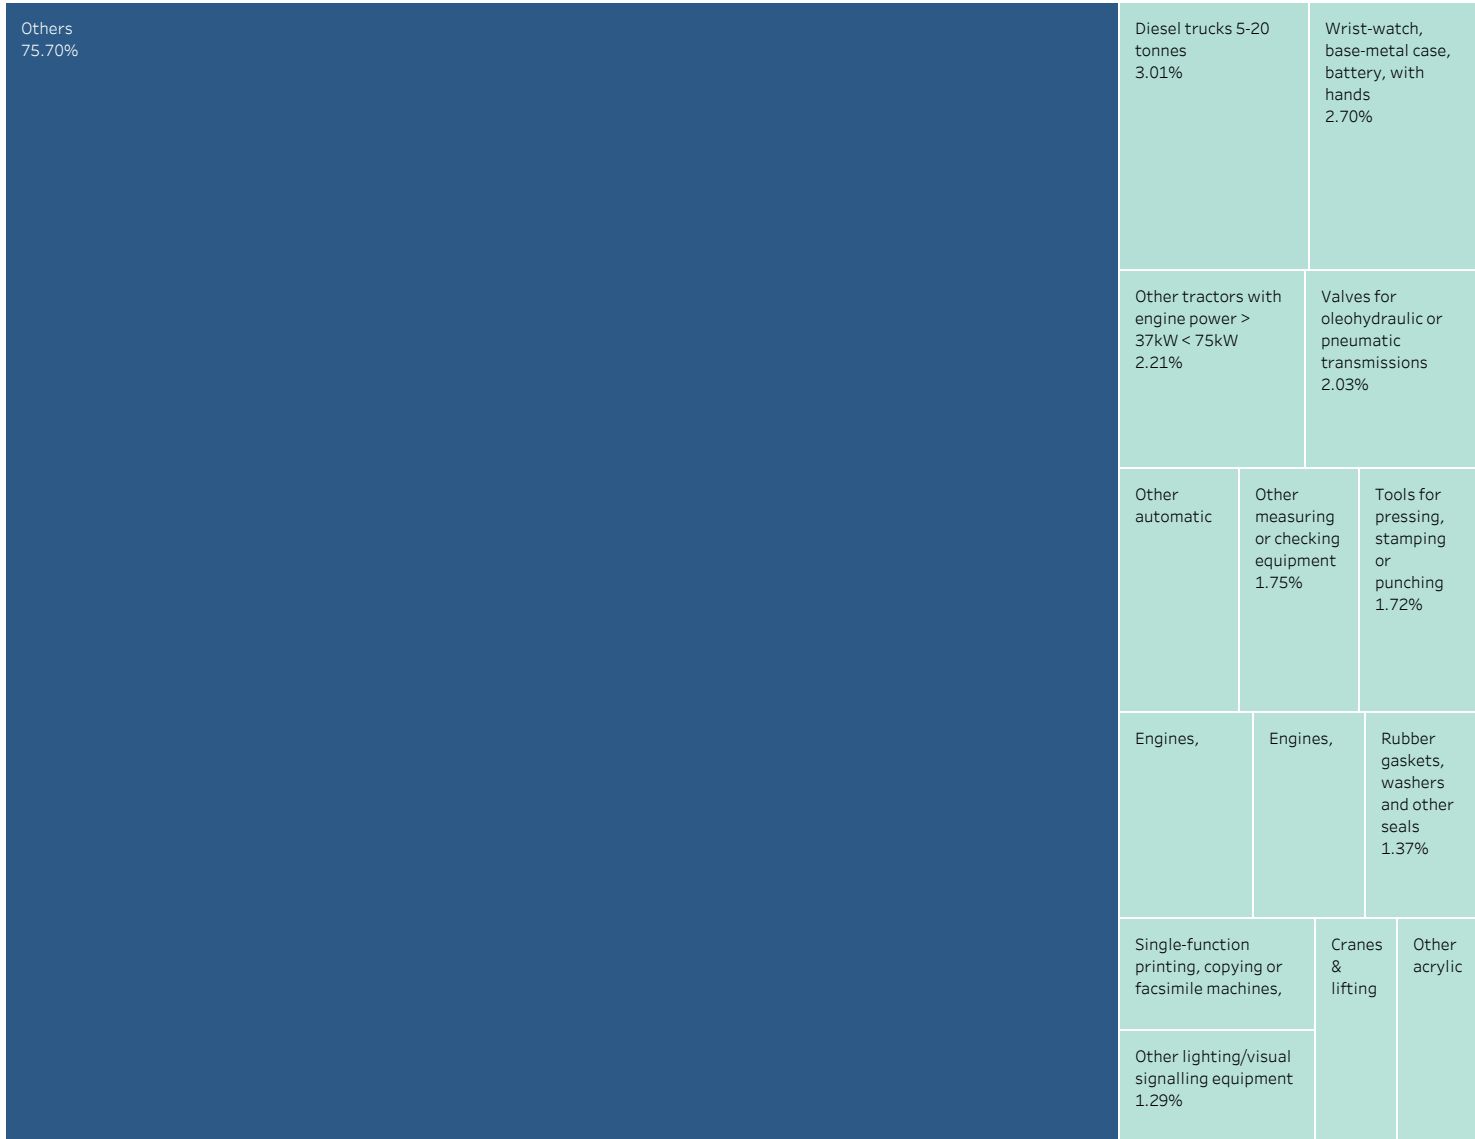 Others
75.70%
Diesel trucks 5-20
tonnes
3.01%
Wrist-watch,
base-metal case,
battery, with
hands
2.70%
Other tractors with
engine power >
37kW < 75kW
2.21%
Valves for
oleohydraulic or
pneumatic
transmissions
2.03%
Other
automatic
Other
measuring
or checking
equipment
1.75%
Tools for
pressing,
stamping
or
punching
1.72%
Engines,
Engines,
Rubber
gaskets,
washers
and other
seals
1.37%
Single-function
printing, copying or
facsimile machines,
Cranes
&
lifting
Other
acrylic
Other lighting/visual
signalling equipment
1.29%